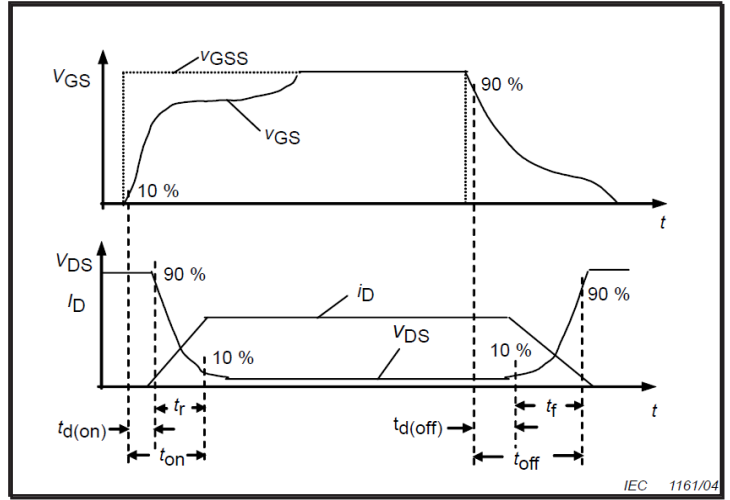 vGSS
VGS
90 %
vGS
10 %
t
VDS
90 %
iD
ID
90 %
VDS
10 %
10 %
tr
tf
t
td(on)
td(off)
ton
toff
IEC 1161/04